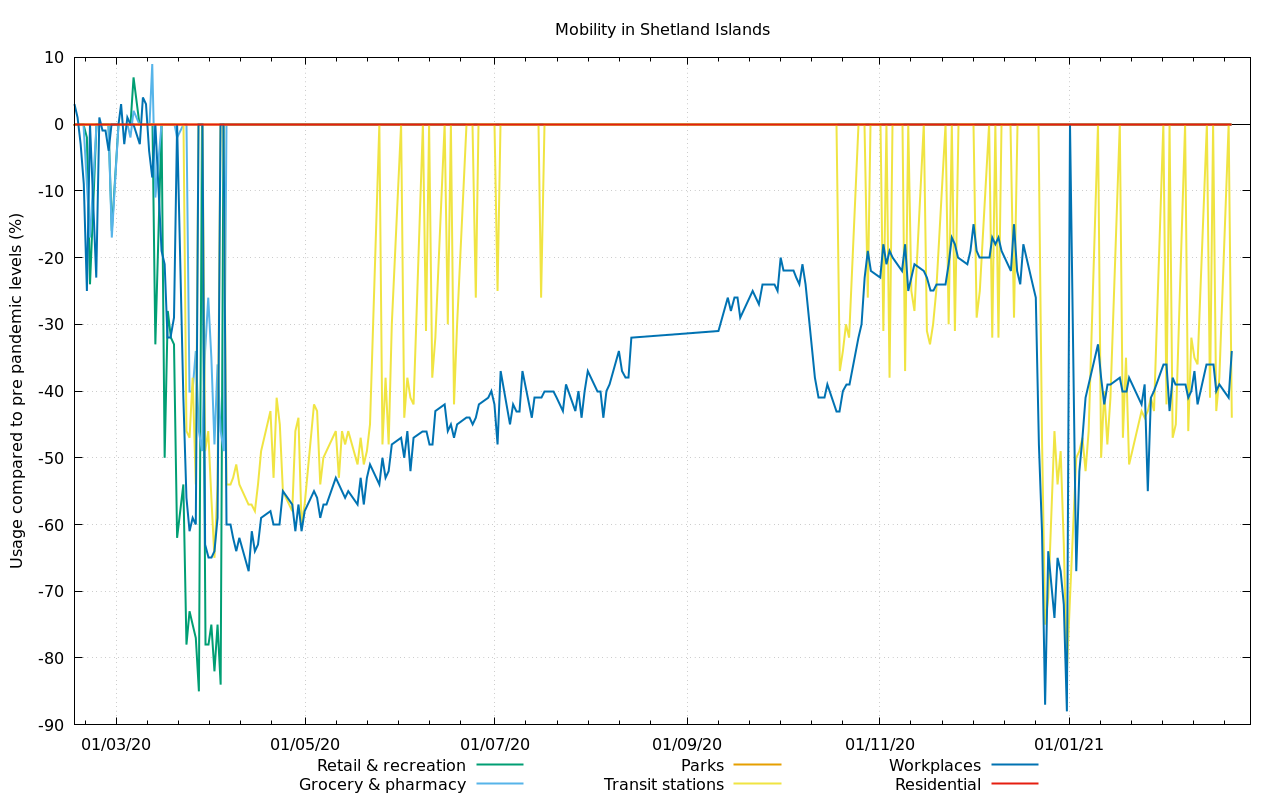 Mobility in Shetland Islands
Usage compared to pre pandemic levels (%)
10
0
-10
-20
-30
-40
-50
-60
-70
-80
-90
01/03/20 01/05/20 01/07/20 01/09/20 01/11/20 01/01/21
Retail & recreation Parks Workplaces
Grocery & pharmacy Transit stations Residential